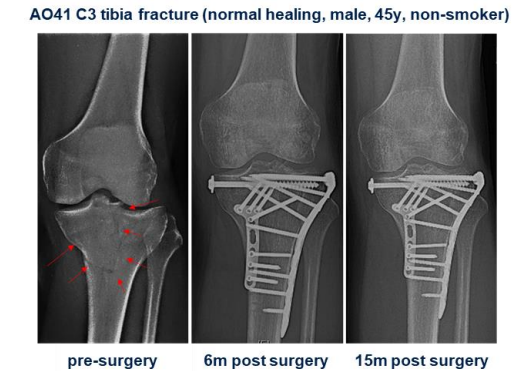 AO41 C3 tibia fracture (normal healing, male, 45y, non-smoker)
pre-surgery
6m post surgery
15m post surgery